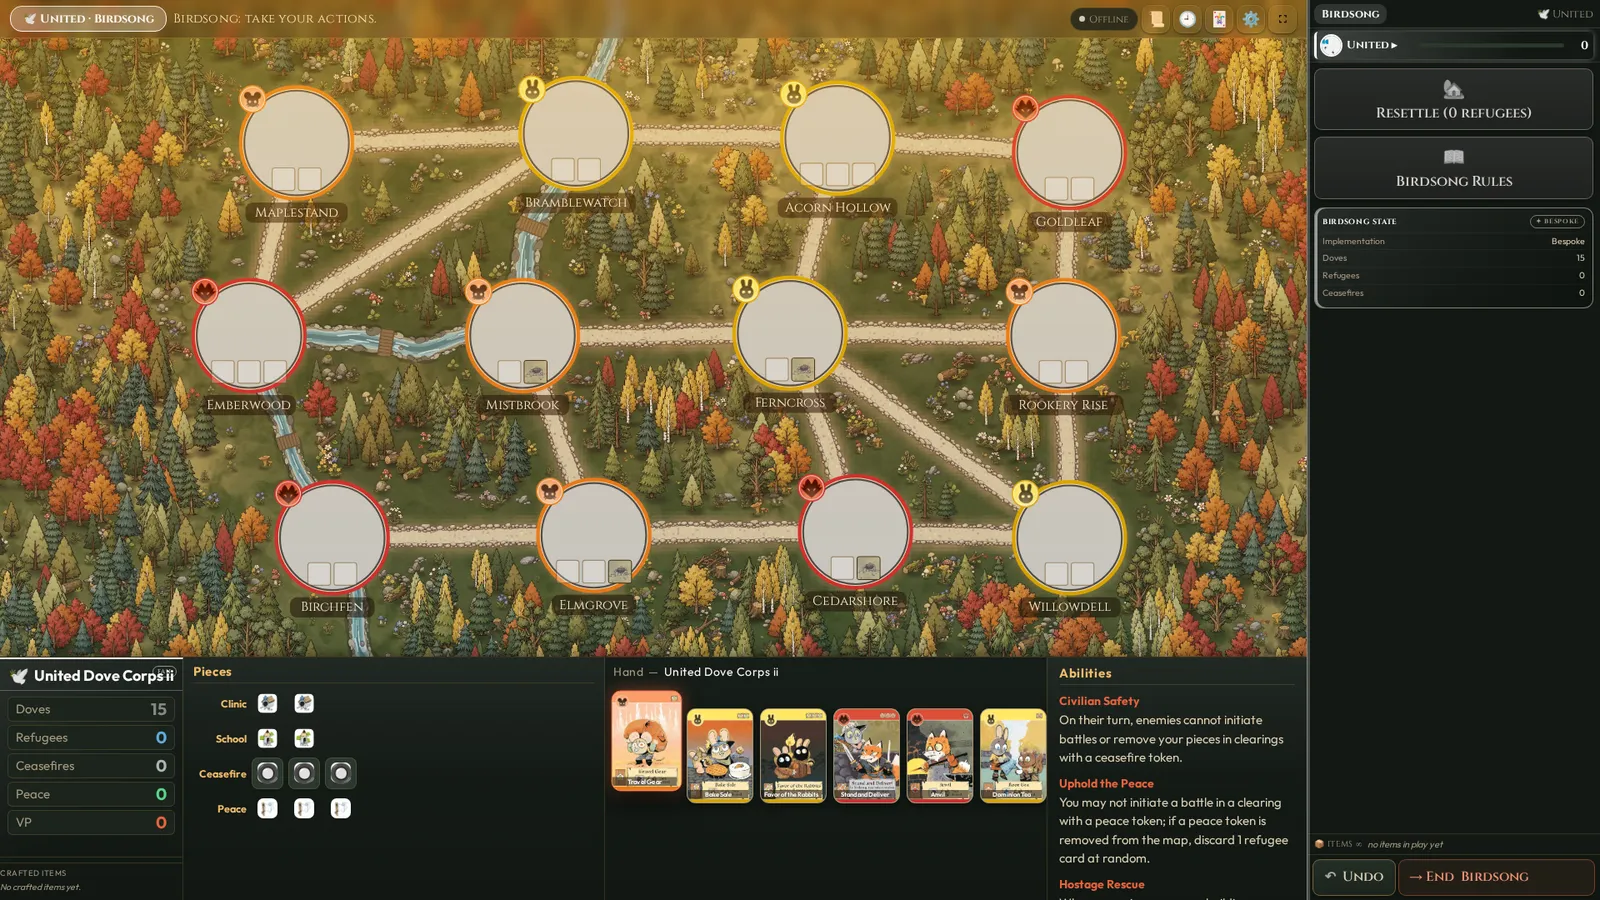 UNITED · BIRDSONG
BIRDSONG: TAKE YOUR ACTIONS.
OFFLINE
MAPLESTAND
BRAMBLEWATCH
ACORN HOLLOW
GOLDLEAF
EMBERWOOD
MISTBROOK
FERNCROSS
ROOKERY RISE
BIRCHFEN
ELMGROVE
CEDARSHORE
WILLOWDELL
United Dove Corps ii
Doves 15
Refugees 0
Ceasefires 0
Peace 0
VP 0
CRAFTED ITEMS
No crafted items yet.
Pieces
Clinic
School
Ceasefire
Peace
Hand — United Dove Corps ii
Travel Gear
Bake Sale
Favor of the Rabbits
Stand and Deliver
Anvil
Abilities
Civilian Safety
On their turn, enemies cannot initiate
battles or remove your pieces in clearings
with a ceasefire token.
Uphold the Peace
You may not initiate a battle in a clearing
with a peace token; if a peace token is
removed from the map, discard 1 refugee
card at random.
Hostage Rescue
BIRDSONG
UNITED
UNITED ▸ 0
RESETTLE (0 REFUGEES)
BIRDSONG RULES
BIRDSONG STATE
✦ BESPOKE
Implementation Bespoke
Doves 15
Refugees 0
Ceasefires 0
ITEMS
no items in play yet
↶ UNDO
→ END BIRDSONG